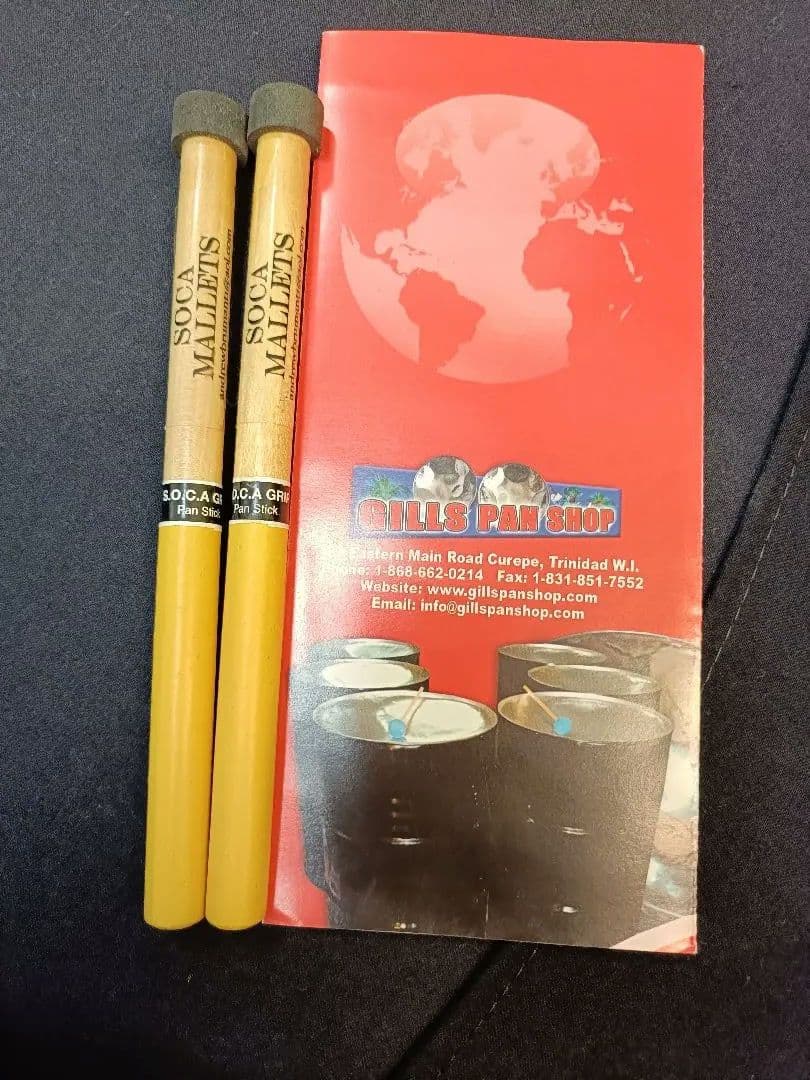 SOCA
MALLETS
SOCA
MALLETS
S.O.C.A GR
Pan Stick
O.C.A GRIP
Pan Stick
GILLS PAN SHOP
Eastern Main Road Curepe, Trinidad W.I.
Phone: 1-868-662-0214 Fax: 1-831-851-7552
Website: www.gillspanshop.com
Email: info@gillspanshop.com